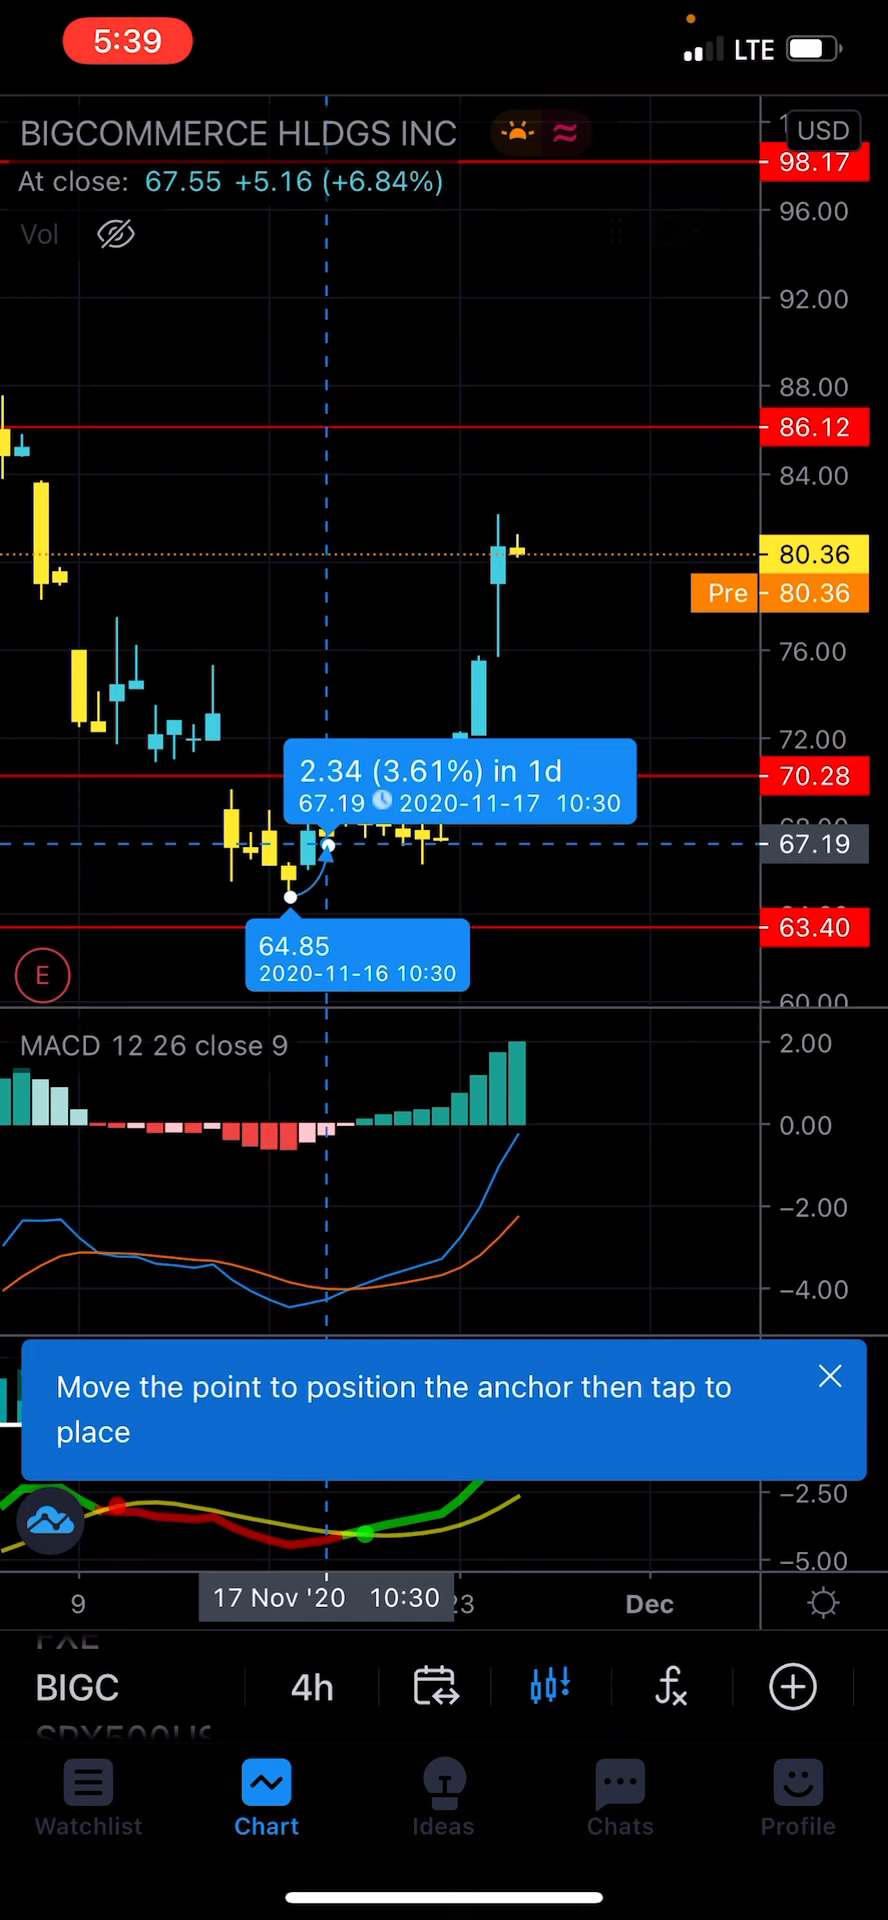 5:39
LTE
BIGCOMMERCE HLDGS INC
USD
98.17
At close: 67.55 +5.16 (+6.84%)
96.00
Vol
92.00
88.00
86.12
84.00
80.36
Pre 80.36
76.00
72.00
2.34 (3.61%) in 1d
70.28
67.19 2020-11-17 10:30
67.19
63.40
64.85
2020-11-16 10:30
E
60.00
MACD 12 26 close 9
2.00
0.00
−2.00
−4.00
Move the point to position the anchor then tap to
place
−2.50
−5.00
9
17 Nov '20 10:30
23
Dec
FXE
BIGC
4h
fx
Watchlist
Chart
Ideas
Chats
Profile